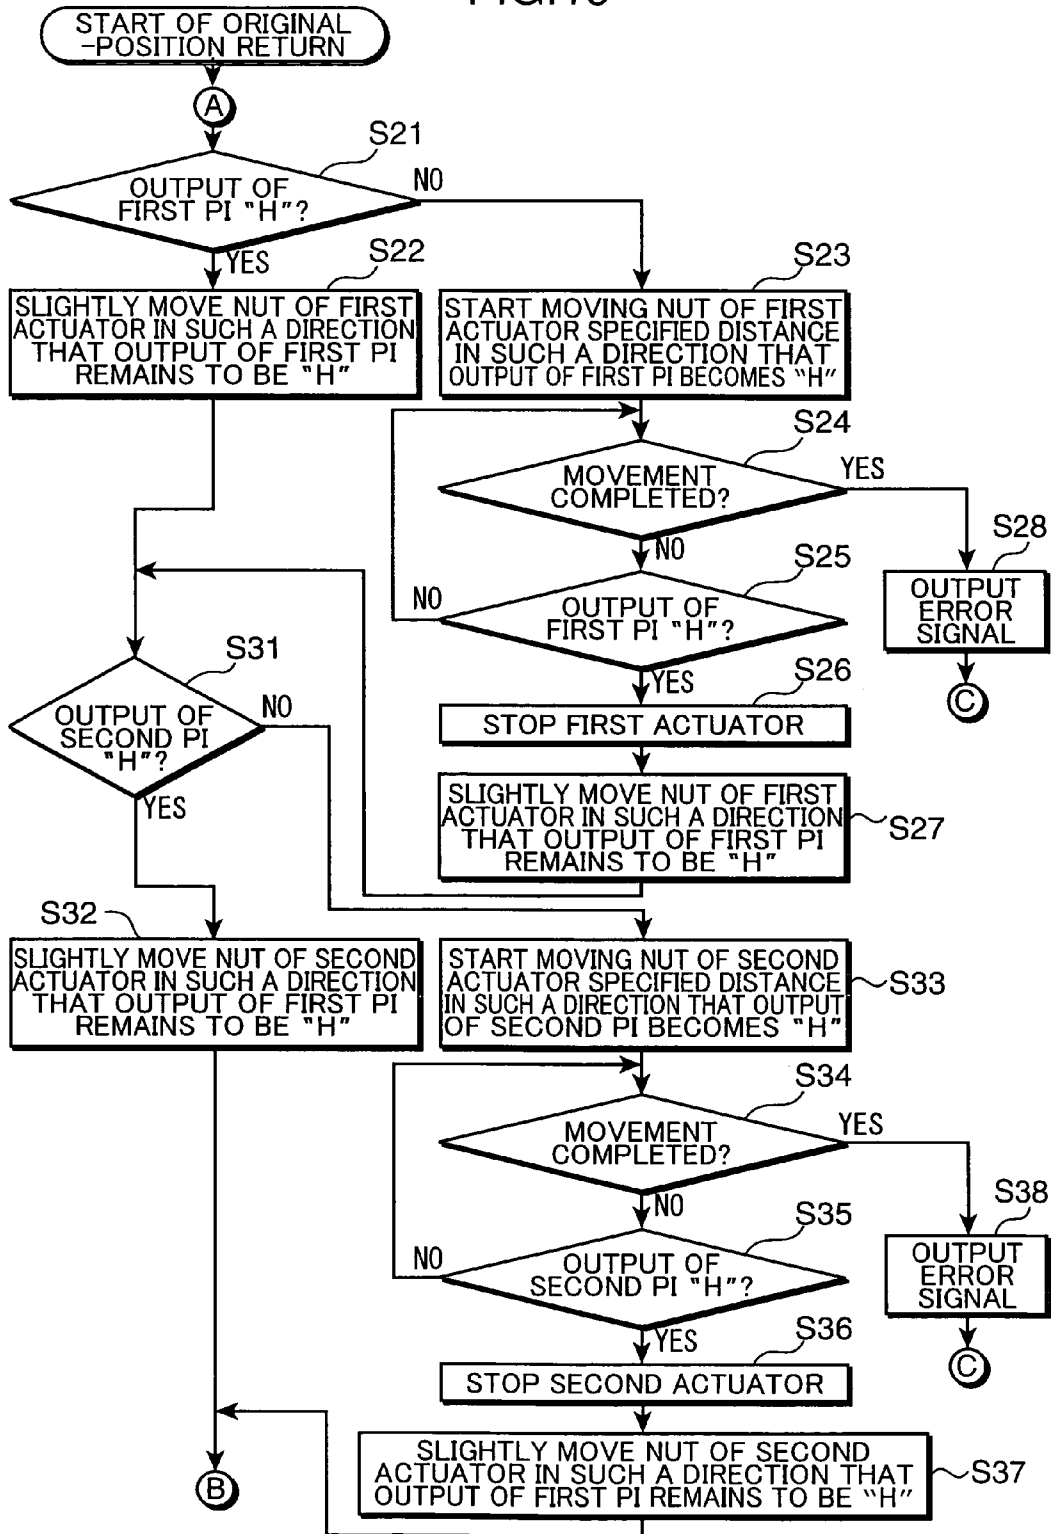 START OF ORIGINAL
-POSITION RETURN
A
S21
OUTPUT OF
FIRST PI "H"?
NO
YES
S22
SLIGHTLY MOVE NUT OF FIRST
ACTUATOR IN SUCH A DIRECTION
THAT OUTPUT OF FIRST PI
REMAINS TO BE "H"
S23
START MOVING NUT OF FIRST
ACTUATOR SPECIFIED DISTANCE
IN SUCH A DIRECTION THAT
OUTPUT OF FIRST PI BECOMES "H"
S24
MOVEMENT
COMPLETED?
YES
NO
S28
OUTPUT
ERROR
SIGNAL
C
S25
OUTPUT OF
FIRST PI "H"?
NO
YES
S26
STOP FIRST ACTUATOR
SLIGHTLY MOVE NUT OF FIRST
ACTUATOR IN SUCH A DIRECTION
THAT OUTPUT OF FIRST PI
REMAINS TO BE "H"
S27
S31
OUTPUT OF
SECOND PI
"H"?
NO
YES
S32
SLIGHTLY MOVE NUT OF SECOND
ACTUATOR IN SUCH A DIRECTION
THAT OUTPUT OF FIRST PI
REMAINS TO BE "H"
START MOVING NUT OF SECOND
ACTUATOR SPECIFIED DISTANCE
IN SUCH A DIRECTION THAT OUTPUT
OF SECOND PI BECOMES "H"
S33
S34
MOVEMENT
COMPLETED?
YES
NO
S38
OUTPUT
ERROR
SIGNAL
C
S35
OUTPUT OF
SECOND PI "H"?
NO
YES
S36
STOP SECOND ACTUATOR
SLIGHTLY MOVE NUT OF SECOND
ACTUATOR IN SUCH A DIRECTION THAT
OUTPUT OF FIRST PI REMAINS TO BE "H"
S37
B